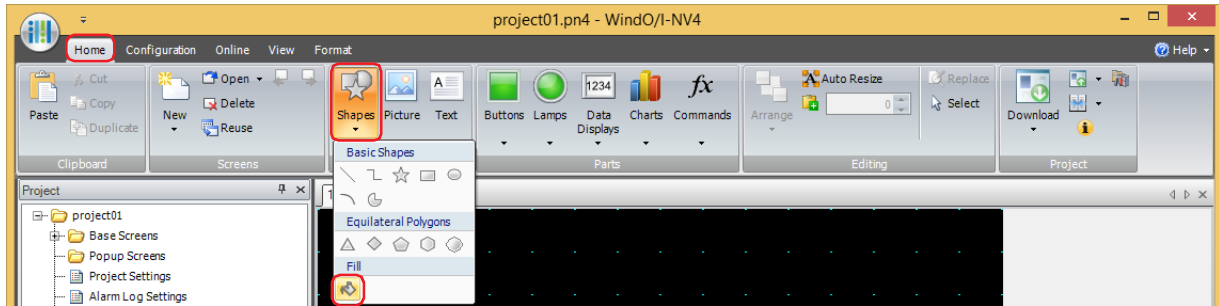 project01.pn4 - WindO/I-NV4
Home Configuration Online View Format Help
Cut Open Auto Resize Replace
Copy Delete 1234 fx 0 Select
Paste Duplicate New Reuse Shapes Picture Text Buttons Lamps Data Displays Charts Commands Arrange Download
Clipboard Screens Parts Editing Project
Basic Shapes
Project 1
project01
Base Screens
Popup Screens
Project Settings
Alarm Log Settings
Equilateral Polygons
Fill